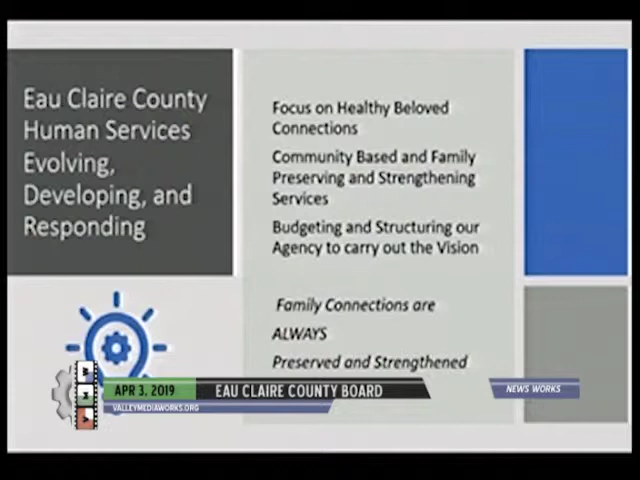 Eau Claire County
Human Services
Evolving,
Developing, and
Responding
Focus on Healthy Beloved
Connections
Community Based and Family
Preserving and Strengthening
Services
Budgeting and Structuring our
Agency to carry out the Vision
Family Connections are
ALWAYS
Preserved and Strengthened
APR 3, 2019
EAU CLAIRE COUNTY BOARD
NEWS WORKS
VALLEYMEDIAWORKS.ORG